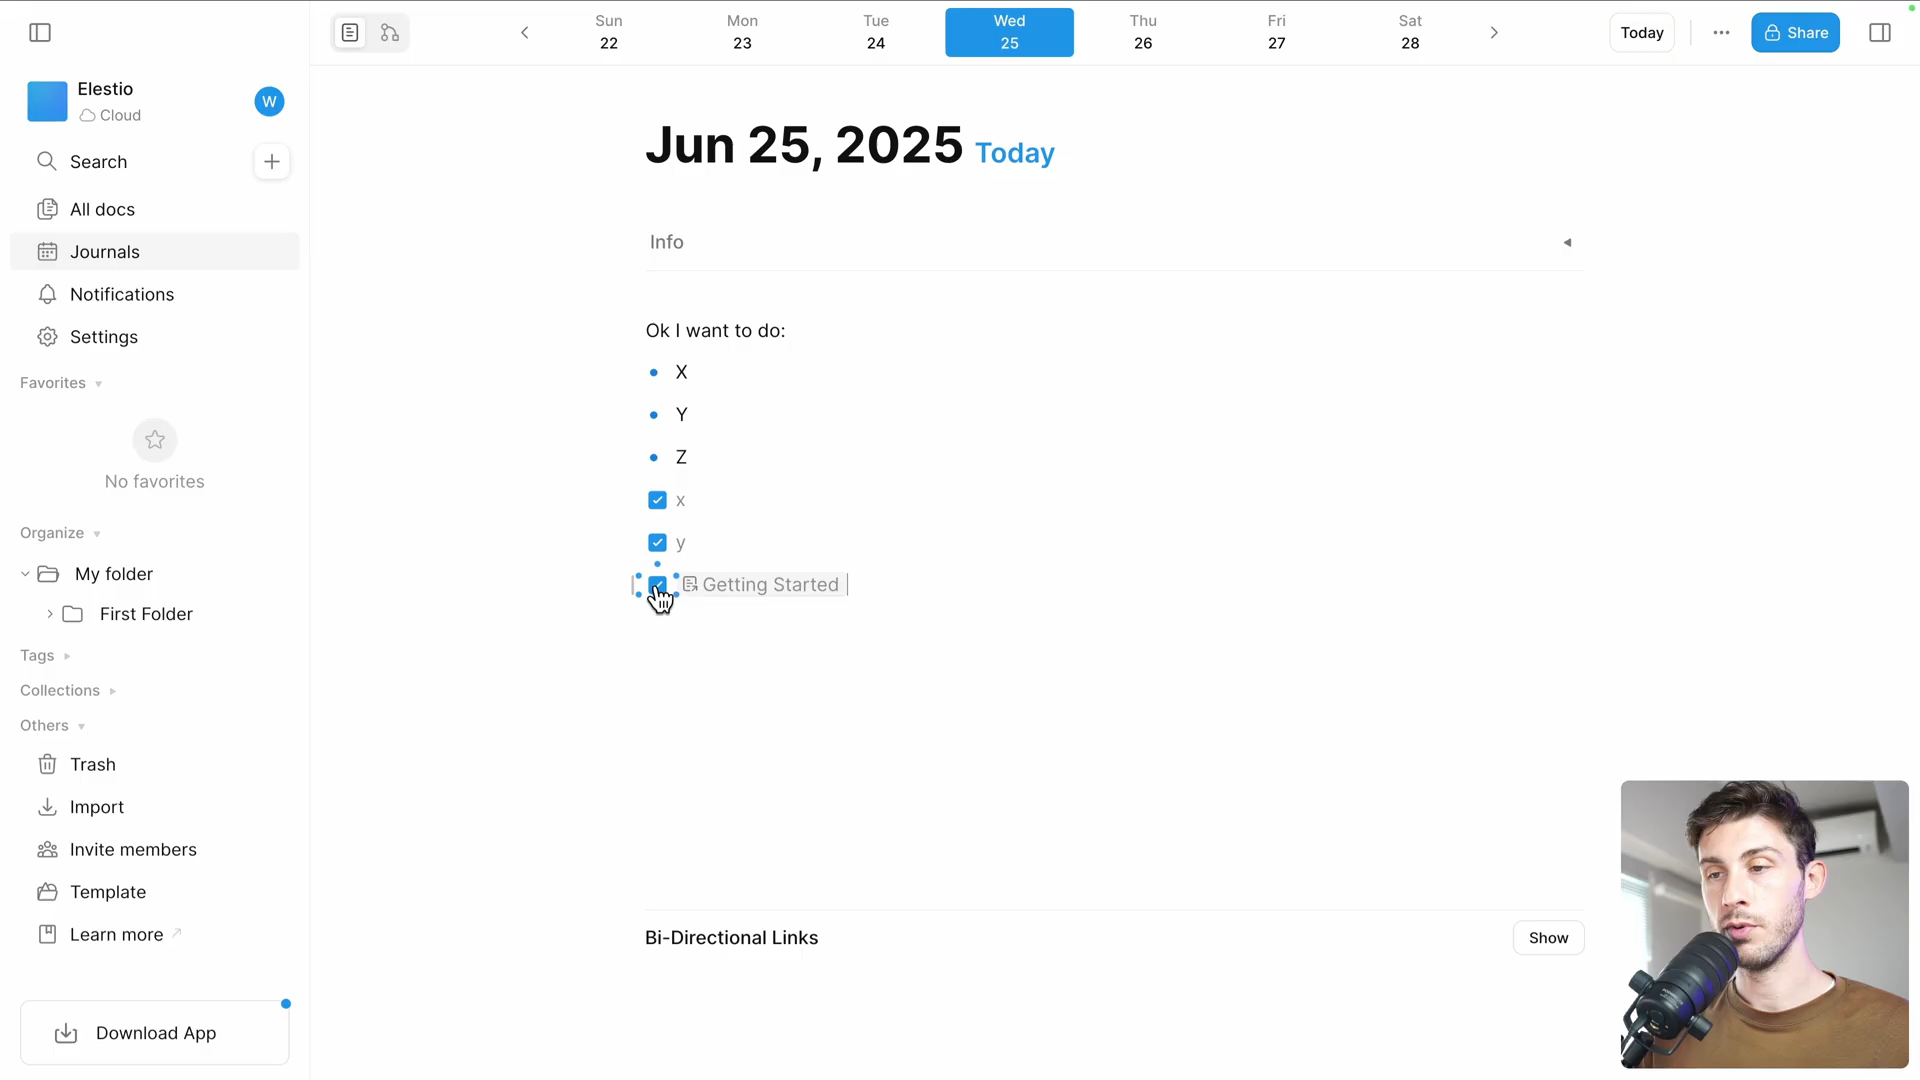 Elestio
Cloud
W
Search
All docs
Journals
Notifications
Settings
Favorites
No favorites
Organize
My folder
First Folder
Tags
Collections
Others
Trash
Import
Invite members
Template
Learn more
Download App
Sun Mon Tue Wed Thu Fri Sat
22 23 24 25 26 27 28
Today
Share
Jun 25, 2025 Today
Info
Ok I want to do:
X
Y
Z
x
y
Getting Started
Bi-Directional Links
Show